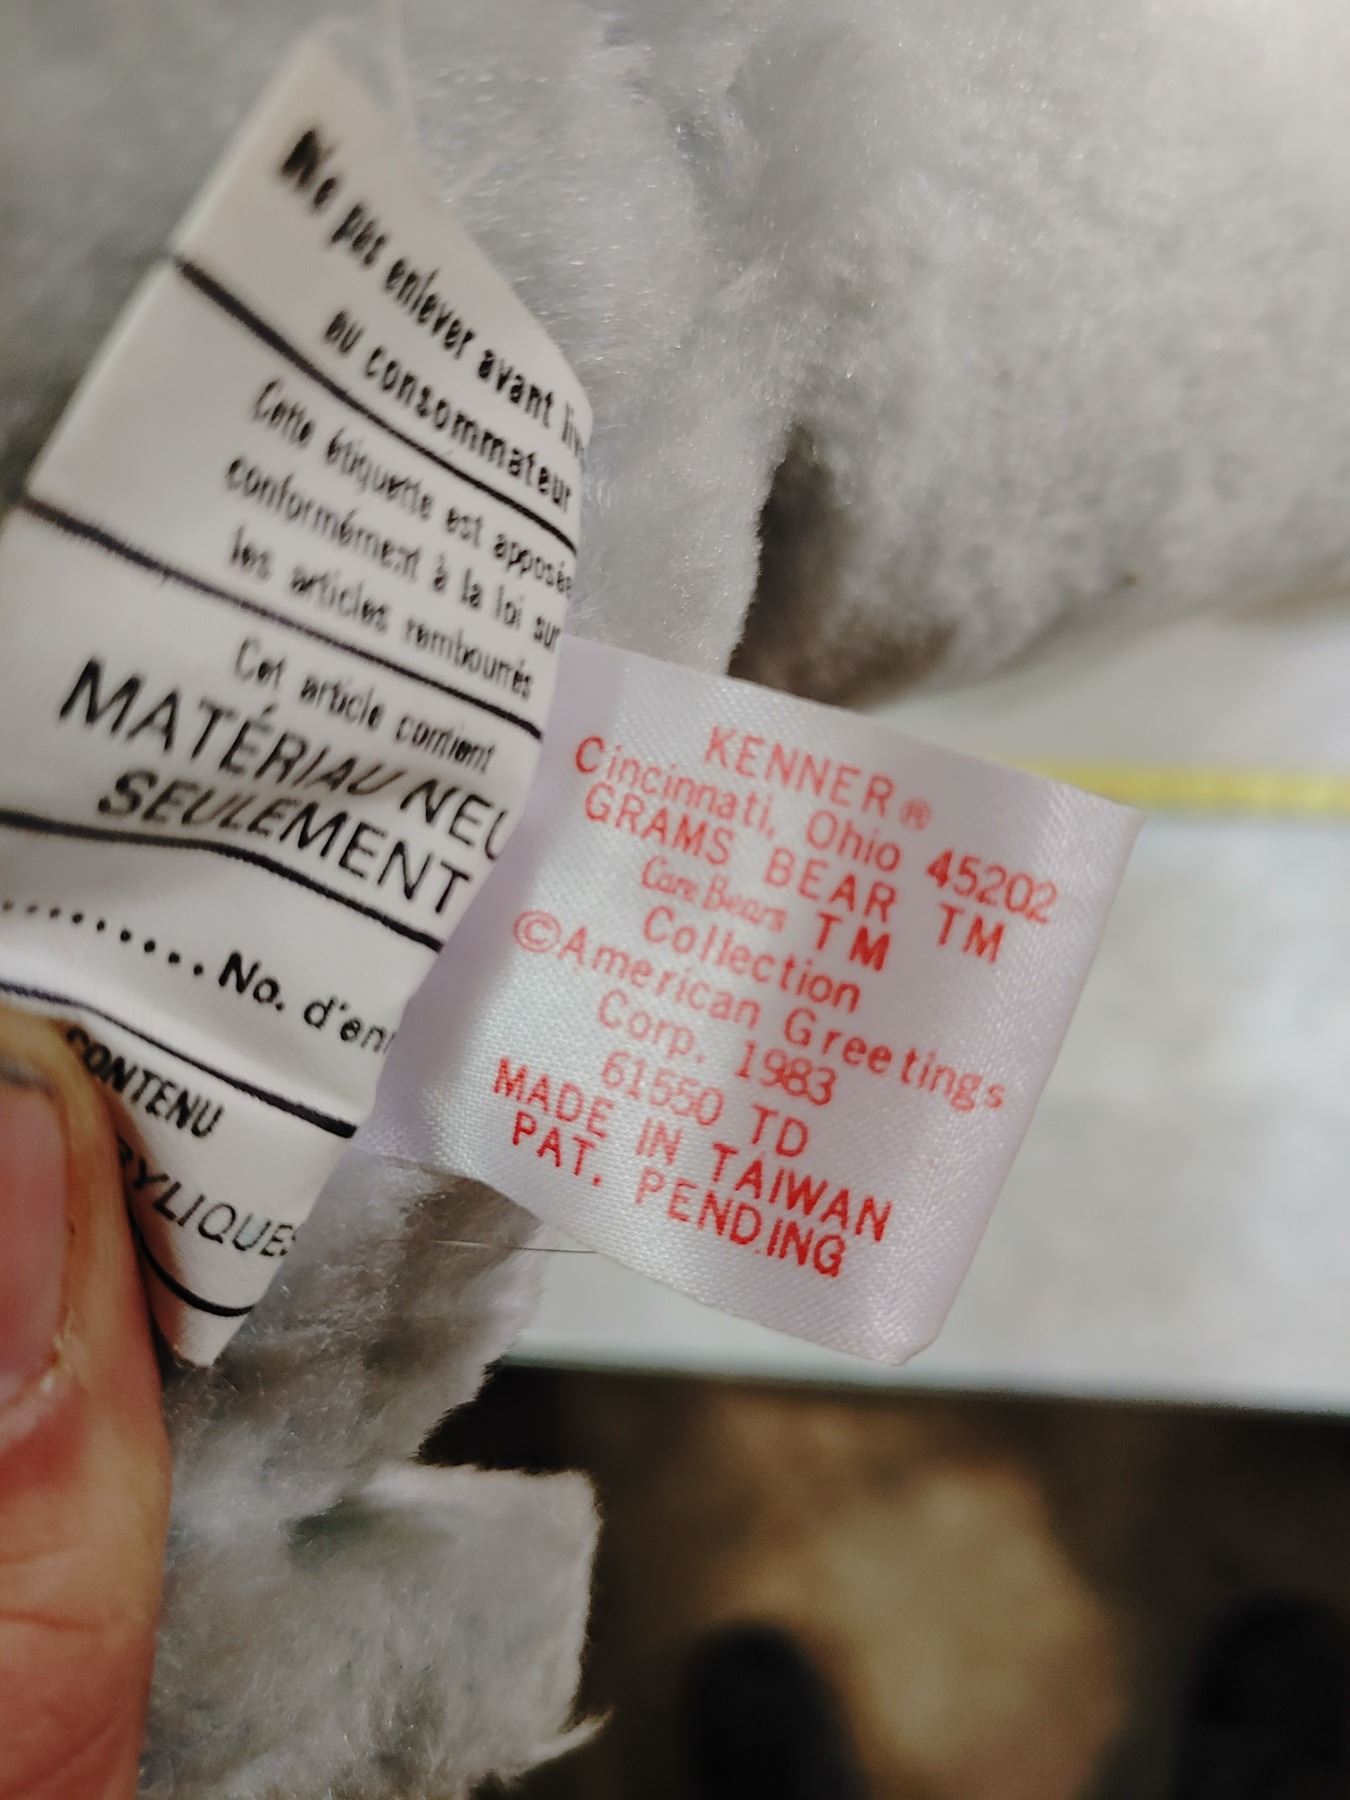 Ne pas enlever avant
au consommateur
Cette étiquette est apposée
conformément à la loi sur
les articles rembourrés
Cet article contient
MATÉRIAU
SEULEMENT
.........No.
CONTENU
KENNER®
Cincinnati, Ohio 45202
GRAMS BEAR TM
Care Bears TM
Collection
©American Greetings
Corp. 1983
61550 TD
MADE IN TAIWAN
PAT. PENDING